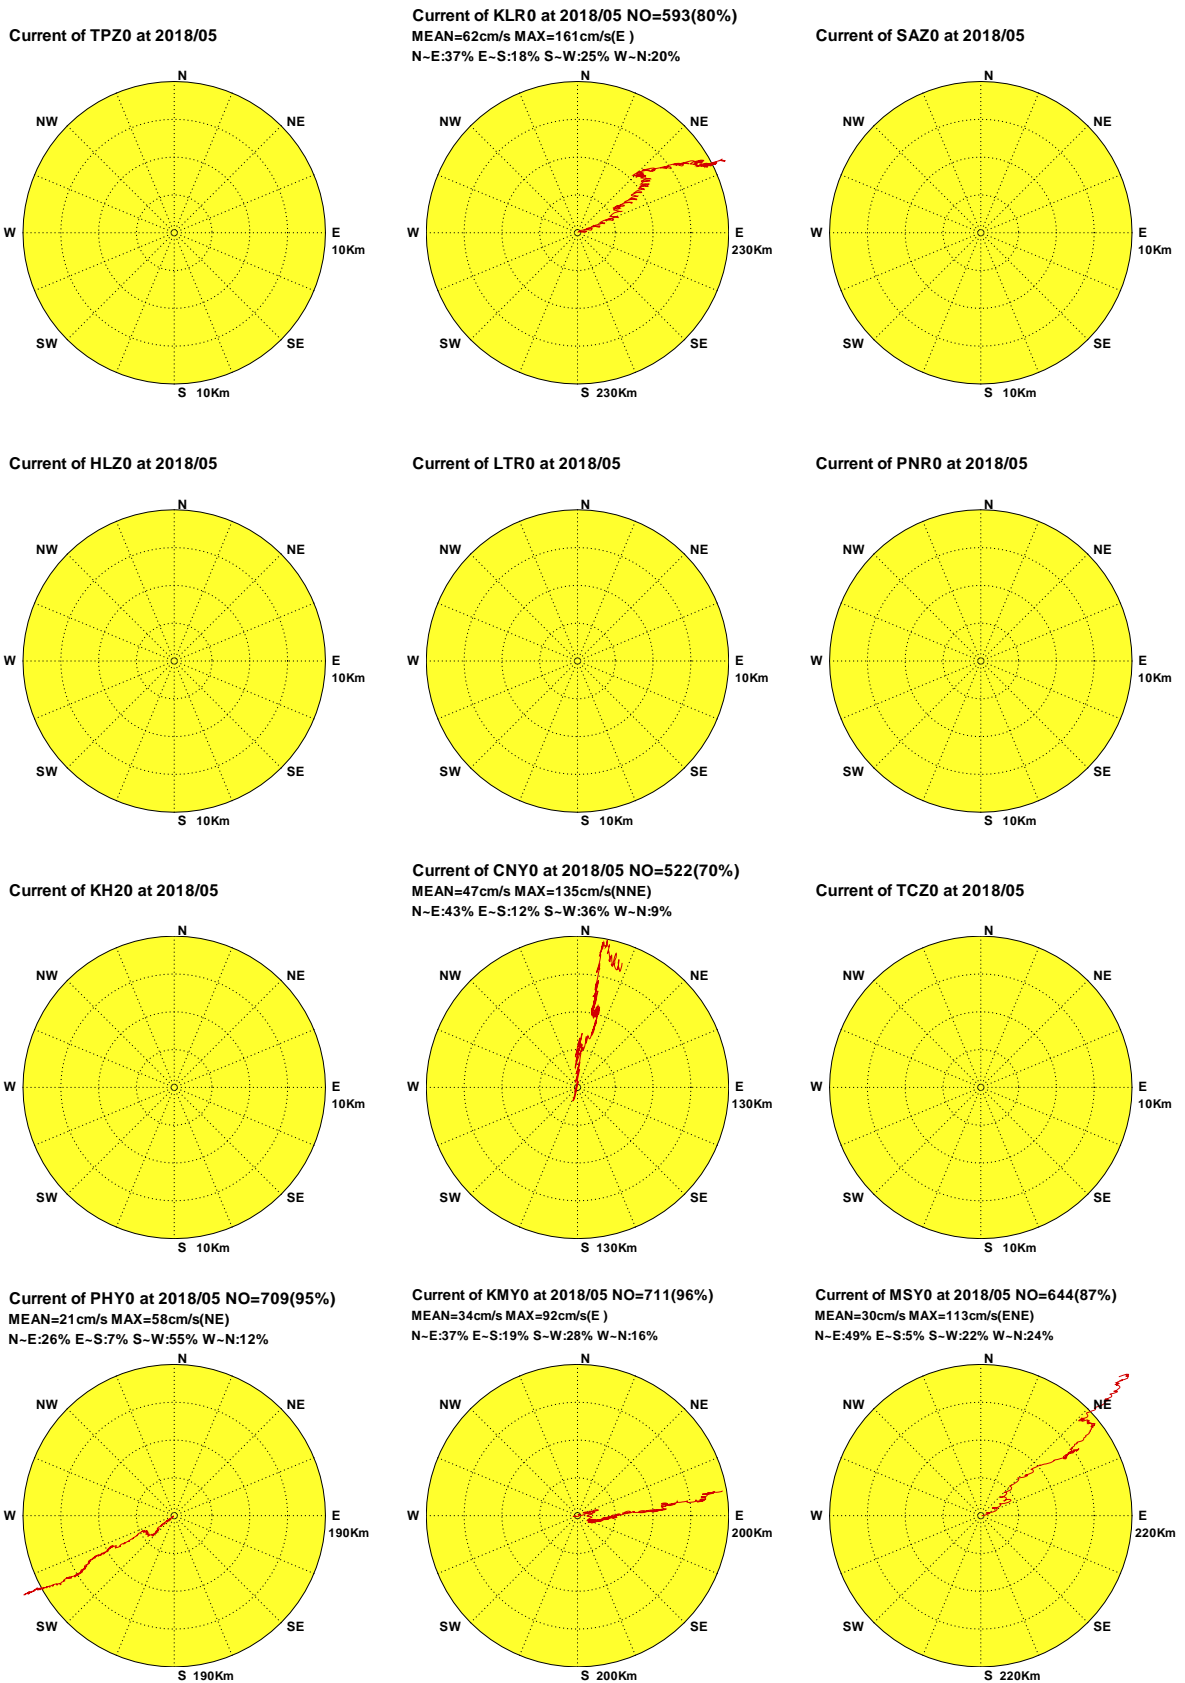 Current of TPZ0 at 2018/05
N
NW
NE
W
E
10Km
SW
SE
S 10Km
Current of KLR0 at 2018/05 NO=593(80%)
MEAN=62cm/s MAX=161cm/s(E )
N~E:37% E~S:18% S~W:25% W~N:20%
N
NW
NE
W
E
230Km
SW
SE
S 230Km
Current of SAZ0 at 2018/05
N
NW
NE
W
E
10Km
SW
SE
S 10Km
Current of HLZ0 at 2018/05
N
NW
NE
W
E
10Km
SW
SE
S 10Km
Current of LTR0 at 2018/05
N
NW
NE
W
E
10Km
SW
SE
S 10Km
Current of PNR0 at 2018/05
N
NW
NE
W
E
10Km
SW
SE
S 10Km
Current of KH20 at 2018/05
N
NW
NE
W
E
10Km
SW
SE
S 10Km
Current of CNY0 at 2018/05 NO=522(70%)
MEAN=47cm/s MAX=135cm/s(NNE)
N~E:43% E~S:12% S~W:36% W~N:9%
N
NW
NE
W
E
130Km
SW
SE
S 130Km
Current of TCZ0 at 2018/05
N
NW
NE
W
E
10Km
SW
SE
S 10Km
Current of PHY0 at 2018/05 NO=709(95%)
MEAN=21cm/s MAX=58cm/s(NE)
N~E:26% E~S:7% S~W:55% W~N:12%
N
NW
NE
W
E
190Km
SW
SE
S 190Km
Current of KMY0 at 2018/05 NO=711(96%)
MEAN=34cm/s MAX=92cm/s(E )
N~E:37% E~S:19% S~W:28% W~N:16%
N
NW
NE
W
E
200Km
SW
SE
S 200Km
Current of MSY0 at 2018/05 NO=644(87%)
MEAN=30cm/s MAX=113cm/s(ENE)
N~E:49% E~S:5% S~W:22% W~N:24%
N
NW
NE
W
E
220Km
SW
SE
S 220Km